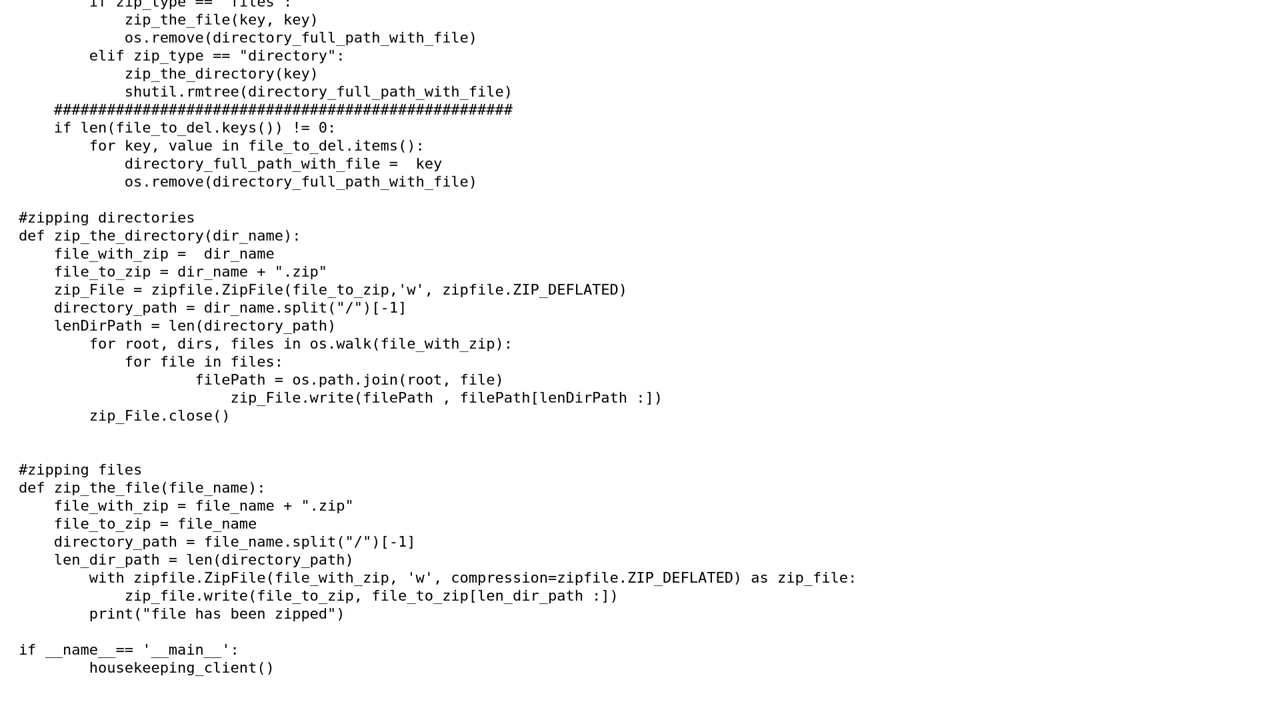 if zip_type == "files":
            zip_the_file(key, key)
            os.remove(directory_full_path_with_file)
        elif zip_type == "directory":
            zip_the_directory(key)
            shutil.rmtree(directory_full_path_with_file)
    ####################################################
    if len(file_to_del.keys()) != 0:
        for key, value in file_to_del.items():
            directory_full_path_with_file =  key
            os.remove(directory_full_path_with_file)

#zipping directories
def zip_the_directory(dir_name):
    file_with_zip =  dir_name
    file_to_zip = dir_name + ".zip"
    zip_File = zipfile.ZipFile(file_to_zip,'w', zipfile.ZIP_DEFLATED)
    directory_path = dir_name.split("/")[-1]
    lenDirPath = len(directory_path)
        for root, dirs, files in os.walk(file_with_zip):
            for file in files:
                    filePath = os.path.join(root, file)
                        zip_File.write(filePath , filePath[lenDirPath :])
        zip_File.close()


#zipping files
def zip_the_file(file_name):
    file_with_zip = file_name + ".zip"
    file_to_zip = file_name
    directory_path = file_name.split("/")[-1]
    len_dir_path = len(directory_path)
        with zipfile.ZipFile(file_with_zip, 'w', compression=zipfile.ZIP_DEFLATED) as zip_file:
            zip_file.write(file_to_zip, file_to_zip[len_dir_path :])
        print("file has been zipped")

if __name__== '__main__':
        housekeeping_client()